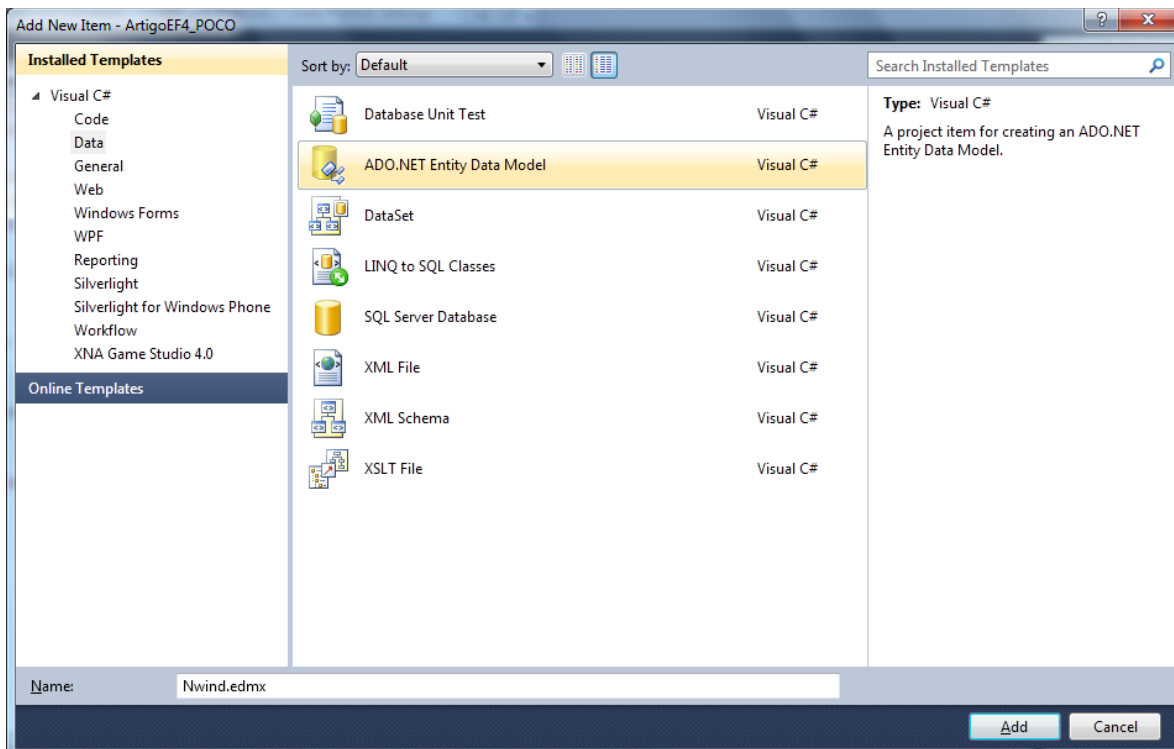 Add New Item - ArtigoEF4_POCO
Installed Templates
Visual C#
Code
Data
General
Web
Windows Forms
WPF
Reporting
Silverlight
Silverlight for Windows Phone
Workflow
XNA Game Studio 4.0
Online Templates
Sort by: Default
Database Unit Test Visual C#
ADO.NET Entity Data Model Visual C#
DataSet Visual C#
LINQ to SQL Classes Visual C#
SQL Server Database Visual C#
XML File Visual C#
XML Schema Visual C#
XSLT File Visual C#
Search Installed Templates
Type: Visual C#
A project item for creating an ADO.NET
Entity Data Model.
Name: Nwind.edmx
Add Cancel